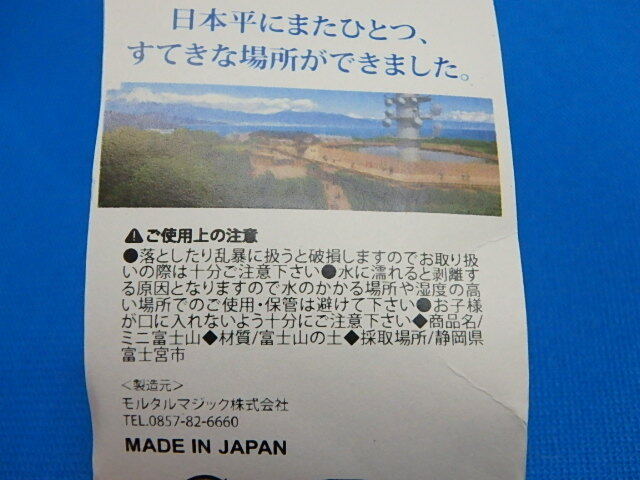 日本平にまたひとつ、
すてきな場所ができました。
⚠ご使用上の注意
●落としたり乱暴に扱うと破損しますのでお取り扱
いの際は十分ご注意下さい●水に濡れると剥離す
る原因となりますので水のかかる場所や湿度の高
い場所でのご使用・保管は避けて下さい●お子様
が口に入れないよう十分にご注意下さい◆商品名/
ミニ富士山◆材質/富士山の土◆採取場所/静岡県
富士宮市
<製造元>
モルタルマジック株式会社
TEL.0857-82-6660
MADE IN JAPAN